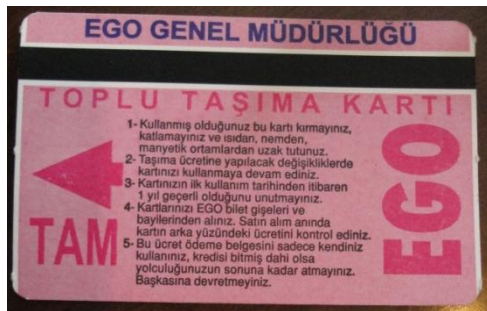 EGO GENEL MÜDÜRLÜĞÜ
TOPLU TAŞIMA KARTI
1- Kullanmış olduğunuz bu kartı kırmayınız,
katlamayınız ve ısıdan, nemden,
manyetik ortamlardan uzak tutunuz.
2- Taşıma ücretine yapılacak değişikliklerde
kartınızı kullanmaya devam ediniz.
3- Kartınızın ilk kullanım tarihinden itibaren
1 yıl geçerli olduğunu unutmayınız.
4- Kartlarınızı EGO bilet gişeleri ve
bayilerinden alınız. Satın alım anında
kartın arka yüzündeki ücretini kontrol ediniz.
5- Bu ücret ödeme belgesini sadece kendiniz
kullanınız, kredisi bitmiş dahi olsa
yolculuğunuzun sonuna kadar atmayınız.
Başkasına devretmeyiniz.
TAM
EGO